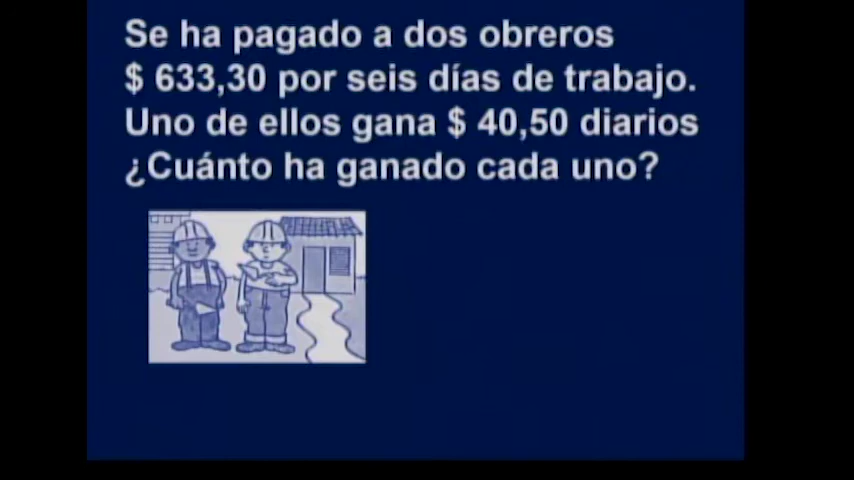 Se ha pagado a dos obreros
$ 633,30 por seis días de trabajo.
Uno de ellos gana $ 40,50 diarios
¿Cuánto ha ganado cada uno?